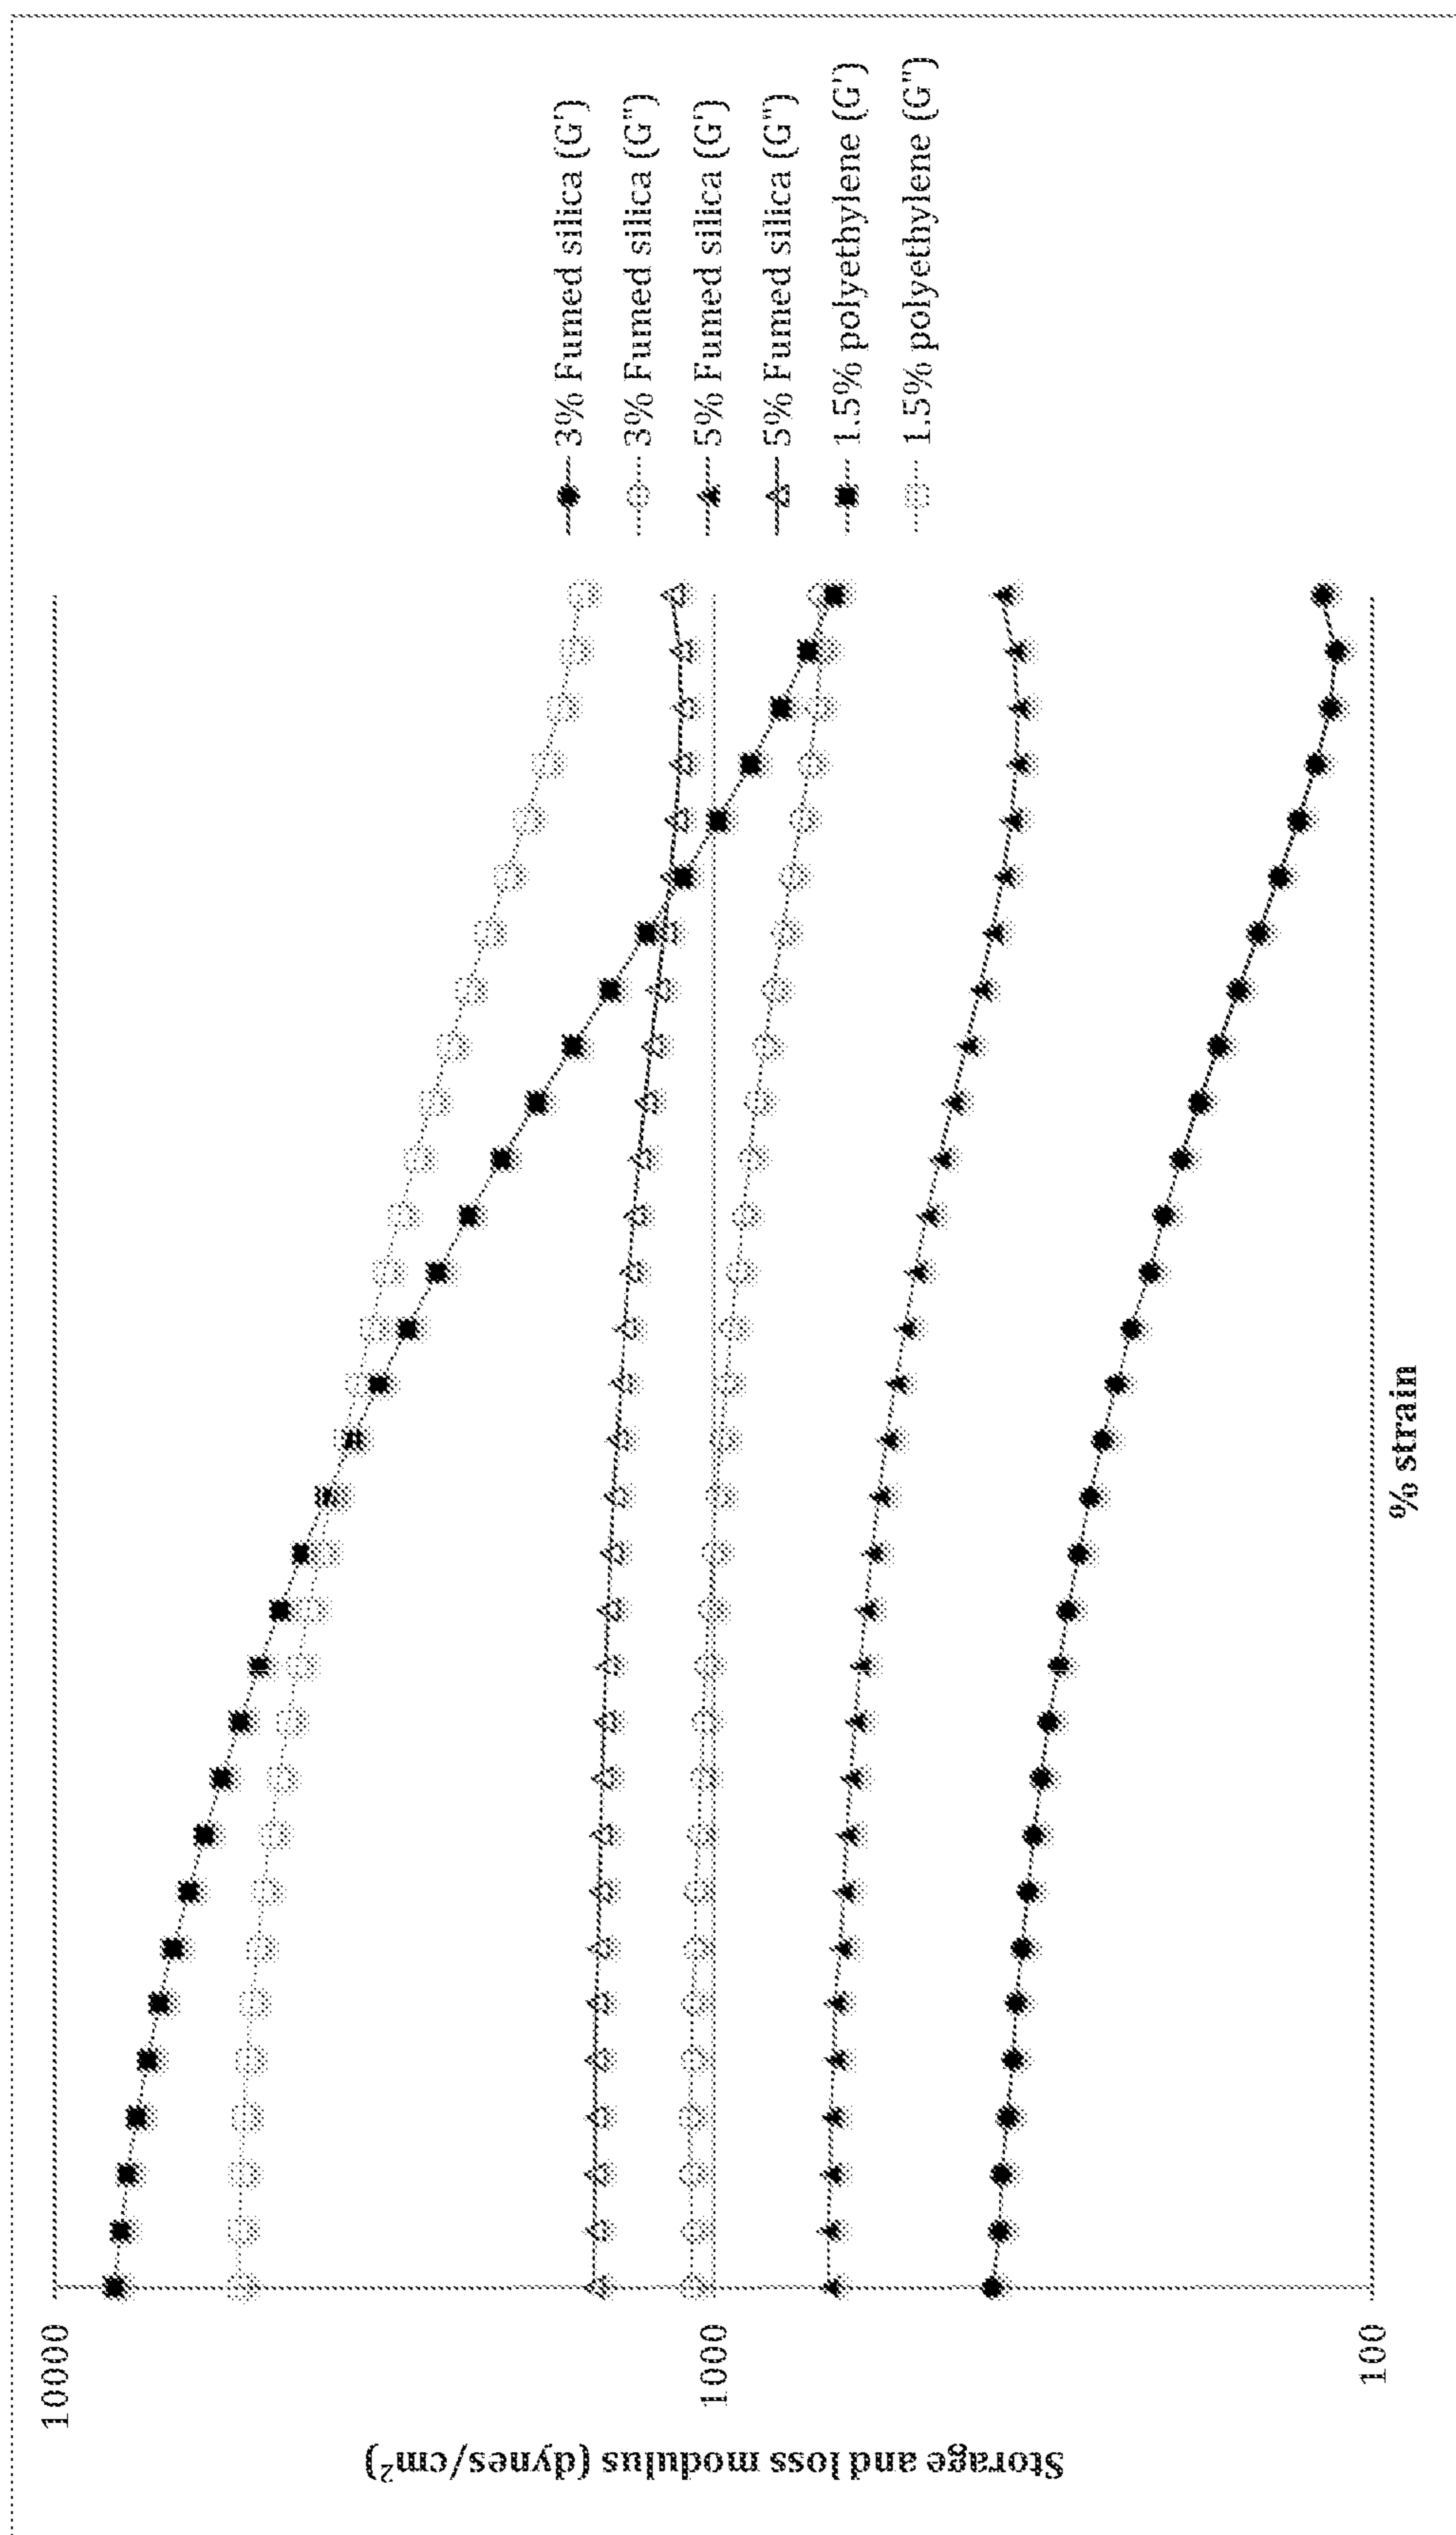 Storage and loss modulus (dynes/cm²)
10000
1000
100
% strain
3% Fumed silica (G')
3% Fumed silica (G")
5% Fumed silica (G')
5% Fumed silica (G")
1.5% polyethylene (G')
1.5% polyethylene (G")